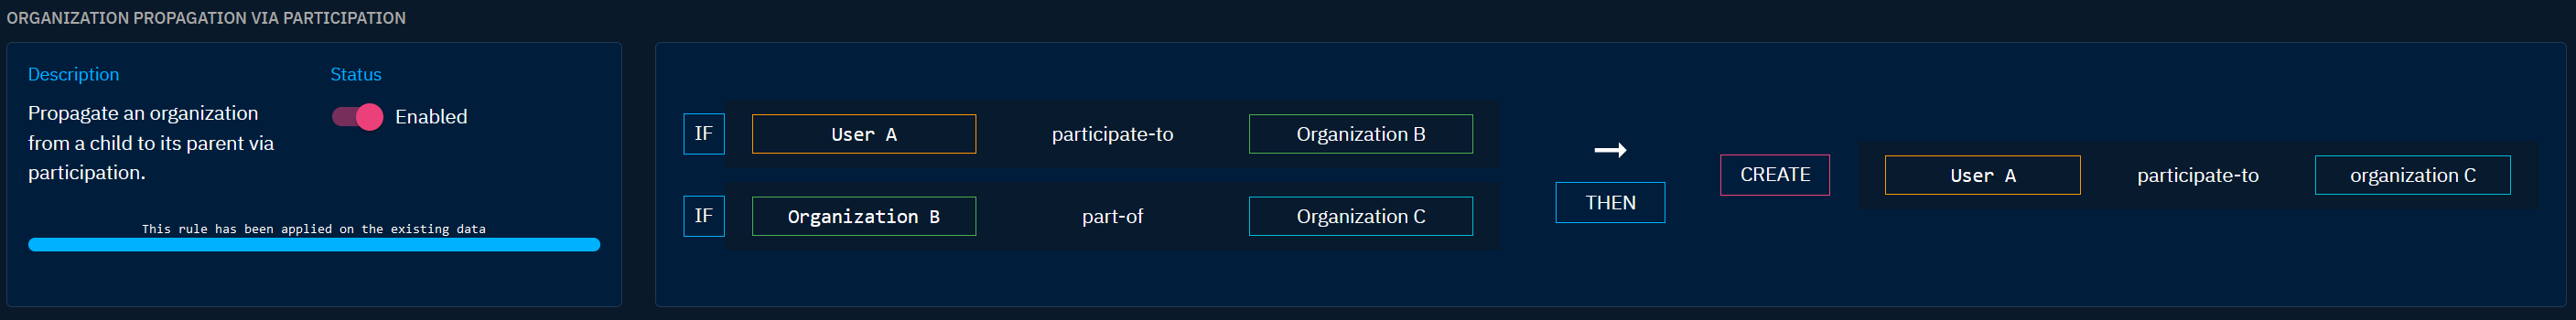 ORGANIZATION PROPAGATION VIA PARTICIPATION
Description
Propagate an organization
from a child to its parent via
participation.
Status
Enabled
This rule has been applied on the existing data
IF User A participate-to Organization B
IF Organization B part-of Organization C
THEN
CREATE User A participate-to organization C